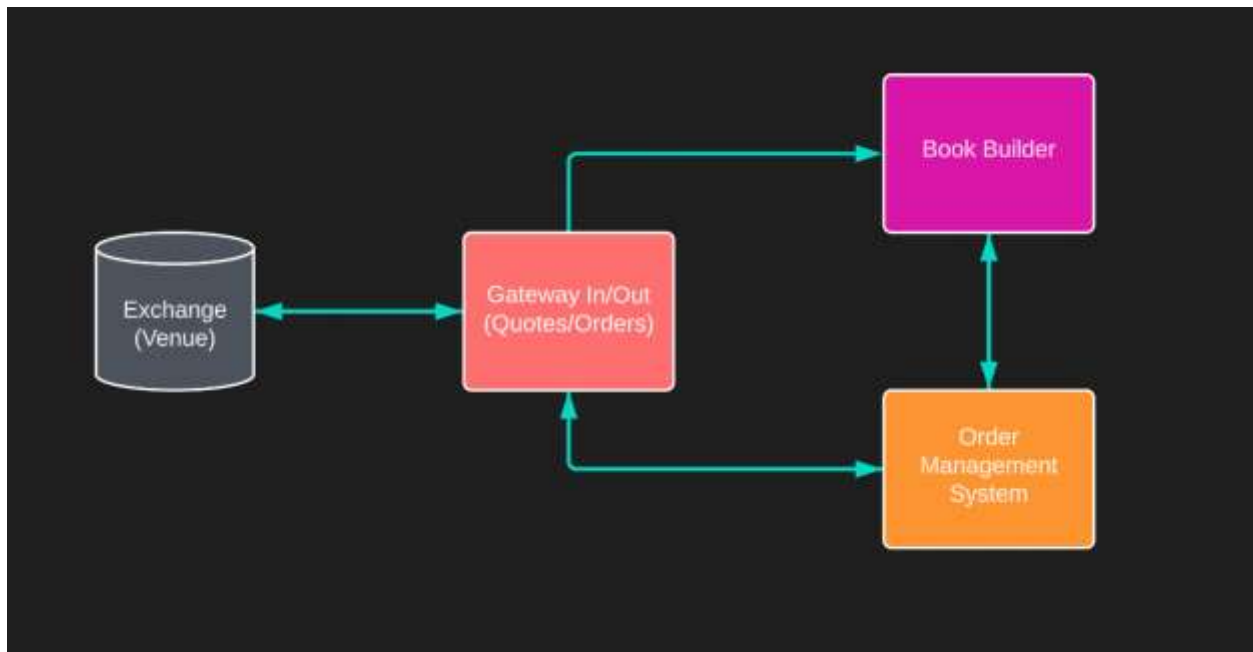 Book Builder
Exchange
(Venue)
Gateway In/Out
(Quotes/Orders)
Order
Management
System